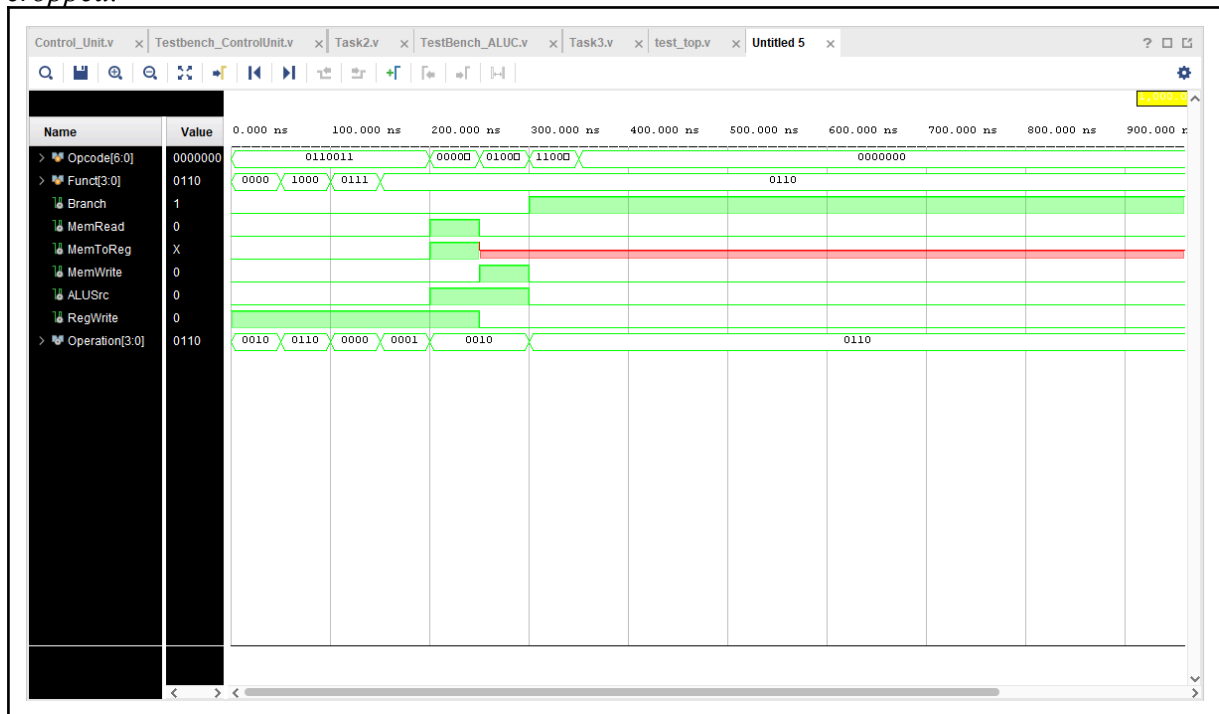 cropped.
Control_Unit.v × Testbench_ControlUnit.v × Task2.v × TestBench_ALUC.v × Task3.v × test_top.v × Untitled 5 ×
Name Value 0.000 ns 100.000 ns 200.000 ns 300.000 ns 400.000 ns 500.000 ns 600.000 ns 700.000 ns 800.000 ns 900.000
Opcode[6:0] 0000000 0110011 0000 0100 1100 0000000
Funct[3:0] 0110 0000 1000 0111 0110
Branch 1
MemRead 0
MemToReg X
MemWrite 0
ALUSrc 0
RegWrite 0
Operation[3:0] 0110 0010 0110 0000 0001 0010 0110